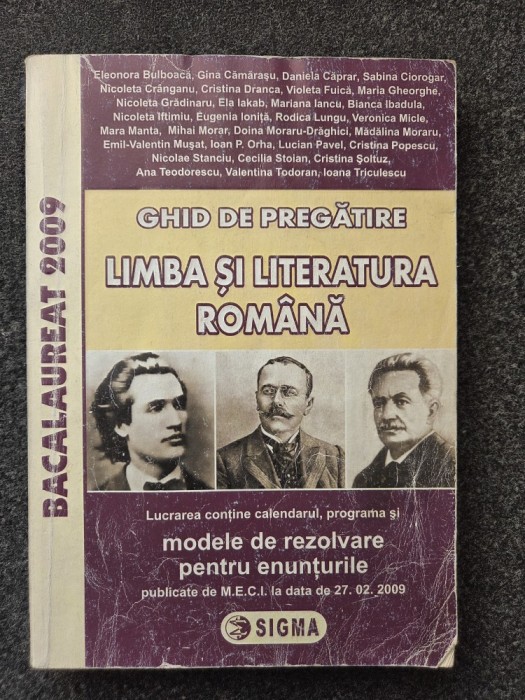 Eleonora Bulboacă, Gina Cămărașu, Daniela Căprar, Sabina Ciorogar,
Nicoleta Crânganu, Cristina Dranca, Violeta Fuică, Maria Gheorghe,
Nicoleta Grădinaru, Ela Iakab, Mariana Iancu, Bianca Ibadula,
Nicoleta Iftimiu, Eugenia Ioniță, Rodica Lungu, Veronica Micle,
Mara Manta, Mihai Morar, Doina Moraru-Drăghici, Mădălina Moraru,
Emil-Valentin Mușat, Ioan P. Orha, Lucian Pavel, Cristina Popescu,
Nicolae Stanciu, Cecilia Stoian, Cristina Șoltuz,
Ana Teodorescu, Valentina Todoran, Ioana Triculescu
BACALAUREAT 2009
GHID DE PREGĂTIRE
LIMBA ȘI LITERATURA
ROMÂNĂ
Lucrarea conține calendarul, programa și
modele de rezolvare
pentru enunțurile
publicate de M.E.C.I. la data de 27. 02. 2009
SIGMA